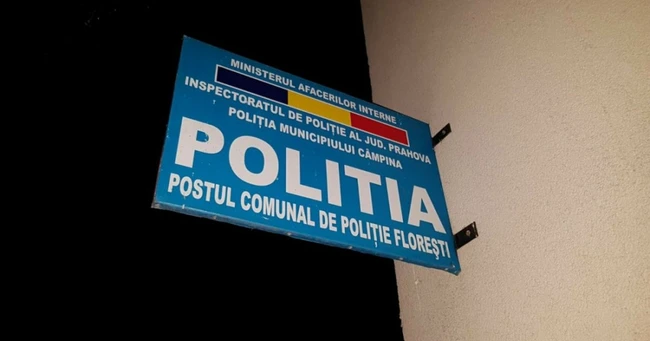 MINISTERUL AFACERILOR INTERNE
INSPECTORATUL DE POLIȚIE AL JUD. PRAHOVA
POLIȚIA MUNICIPIULUI CÂMPINA
POLITIA
POSTUL COMUNAL DE POLIȚIE FLOREȘTI